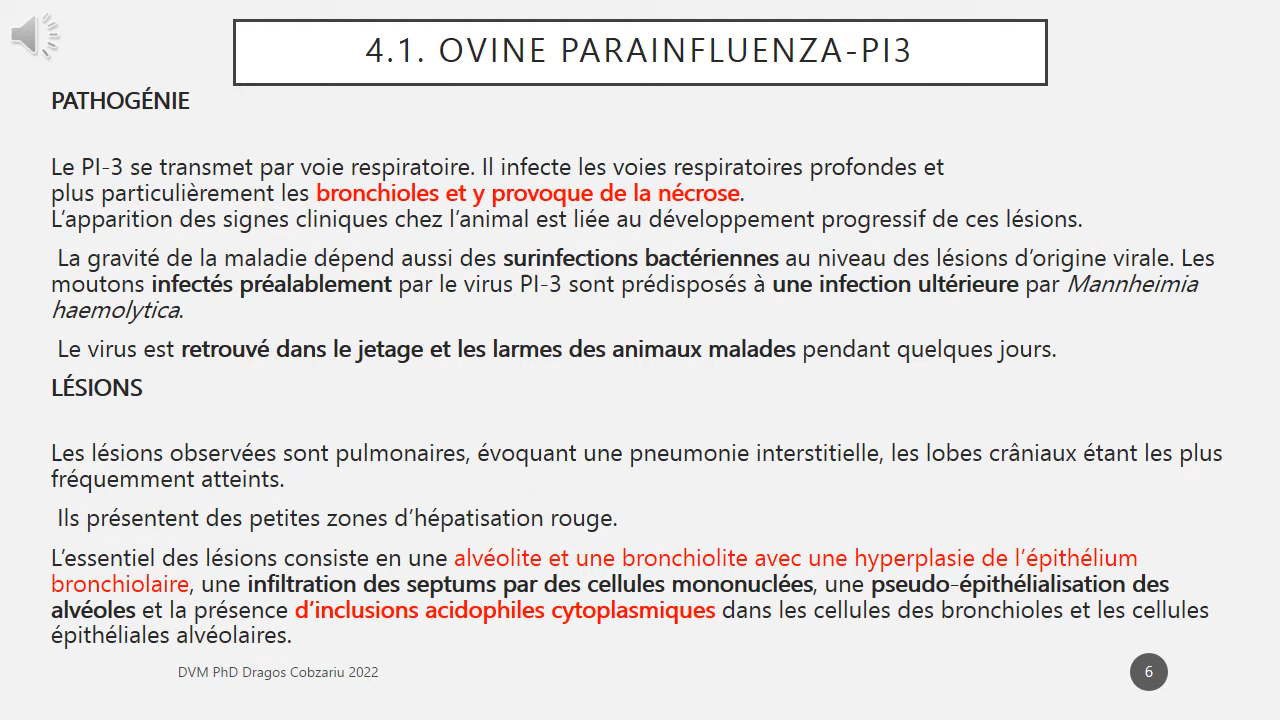 4.1. OVINE PARAINFLUENZA-PI3
PATHOGÉNIE
Le PI-3 se transmet par voie respiratoire. Il infecte les voies respiratoires profondes et
plus particulièrement les bronchioles et y provoque de la nécrose.
L’apparition des signes cliniques chez l’animal est liée au développement progressif de ces lésions.
La gravité de la maladie dépend aussi des surinfections bactériennes au niveau des lésions d’origine virale. Les
moutons infectés préalablement par le virus PI-3 sont prédisposés à une infection ultérieure par Mannheimia
haemolytica.
Le virus est retrouvé dans le jetage et les larmes des animaux malades pendant quelques jours.
LÉSIONS
Les lésions observées sont pulmonaires, évoquant une pneumonie interstitielle, les lobes crâniaux étant les plus
fréquemment atteints.
Ils présentent des petites zones d’hépatisation rouge.
L’essentiel des lésions consiste en une alvéolite et une bronchiolite avec une hyperplasie de l’épithélium
bronchiolaire, une infiltration des septums par des cellules mononuclées, une pseudo-épithélialisation des
alvéoles et la présence d’inclusions acidophiles cytoplasmiques dans les cellules des bronchioles et les cellules
épithéliales alvéolaires.
DVM PhD Dragos Cobzariu 2022
6